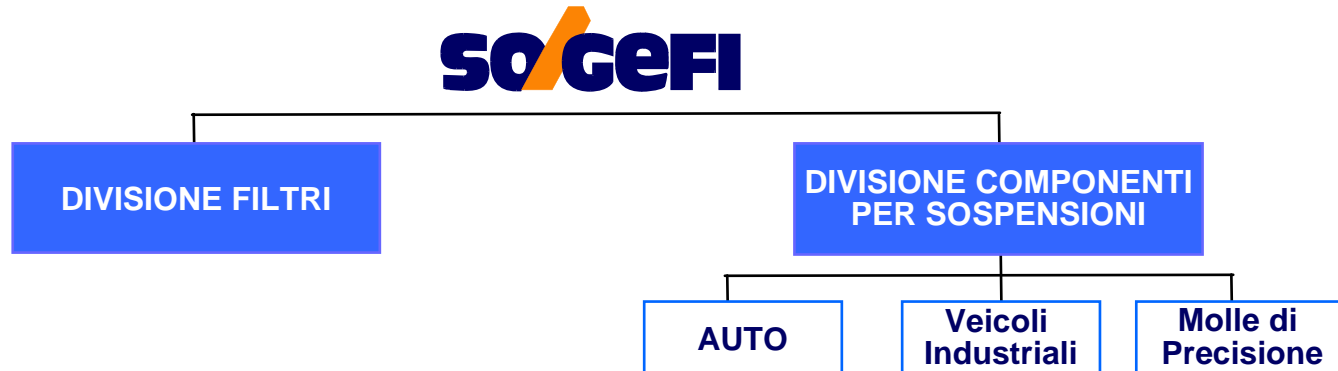 SOGEFI
DIVISIONE FILTRI
DIVISIONE COMPONENTI
PER SOSPENSIONI
AUTO
Veicoli
Industriali
Molle di
Precisione